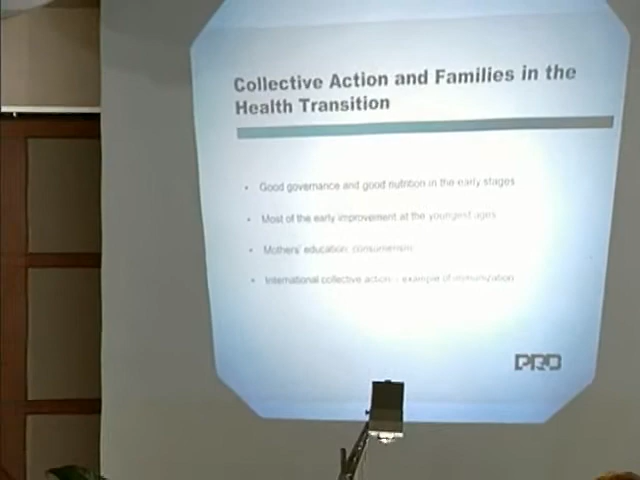 Collective Action and Families in the
Health Transition
• Good governance and good nutrition in the early stages
• Most of the early improvement at the youngest ages
• Mothers' education: consumerism
• International collective action - example of immunization
PRB